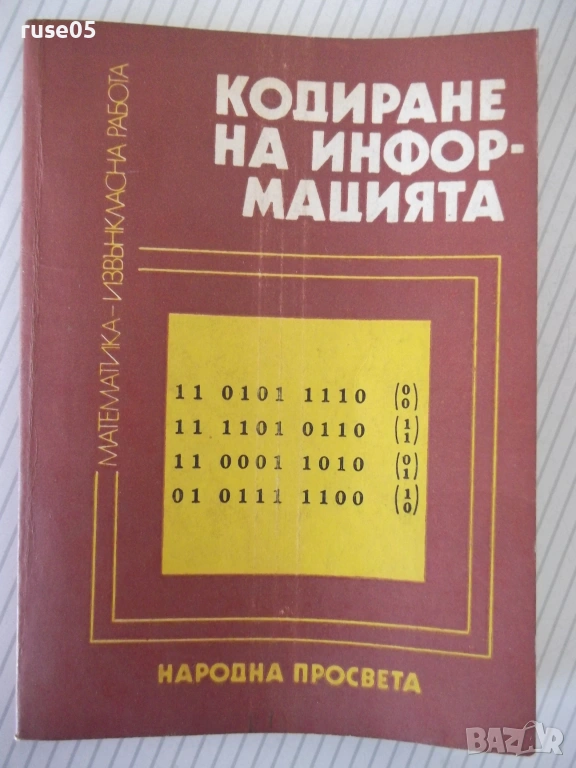 ruse05
КОДИРАНЕ
НА ИНФОР-
МАЦИЯТА
МАТЕМАТИКА – ИЗВЪНКЛАСНА РАБОТА
11 0101 1110 (0 0)
11 1101 0110 (1 1)
11 0001 1010 (0 1)
01 0111 1100 (1 0)
НАРОДНА ПРОСВЕТА
BAZAR